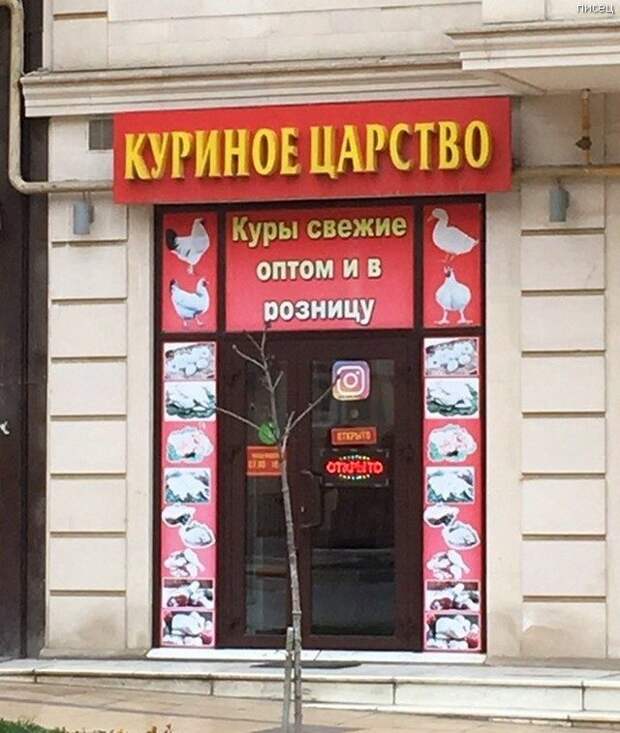 писец
КУРИНОЕ ЦАРСТВО
Куры свежие
оптом и в
розницу
ОТКРЫТО
ОТКРЫТО